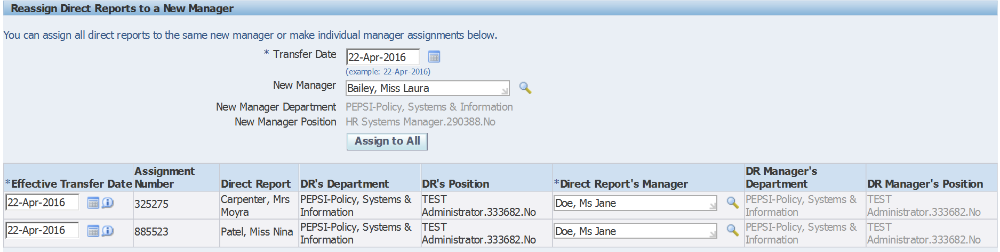 Reassign Direct Reports to a New Manager
You can assign all direct reports to the same new manager or make individual manager assignments below.
* Transfer Date 22-Apr-2016
(example: 22-Apr-2016)
New Manager Bailey, Miss Laura
New Manager Department PEPSI-Policy, Systems & Information
New Manager Position HR Systems Manager.290388.No
Assign to All
*Effective Transfer Date
Assignment
Number
Direct Report
DR's Department
DR's Position
*Direct Report's Manager
DR Manager's
Department
DR Manager's Position
22-Apr-2016
325275
Carpenter, Mrs
Moyra
PEPSI-Policy, Systems &
Information
TEST
Administrator.333682.No
Doe, Ms Jane
PEPSI-Policy, Systems &
Information
TEST
Administrator.333682.No
22-Apr-2016
885523
Patel, Miss Nina
PEPSI-Policy, Systems &
Information
TEST
Administrator.333682.No
Doe, Ms Jane
PEPSI-Policy, Systems &
Information
TEST
Administrator.333682.No